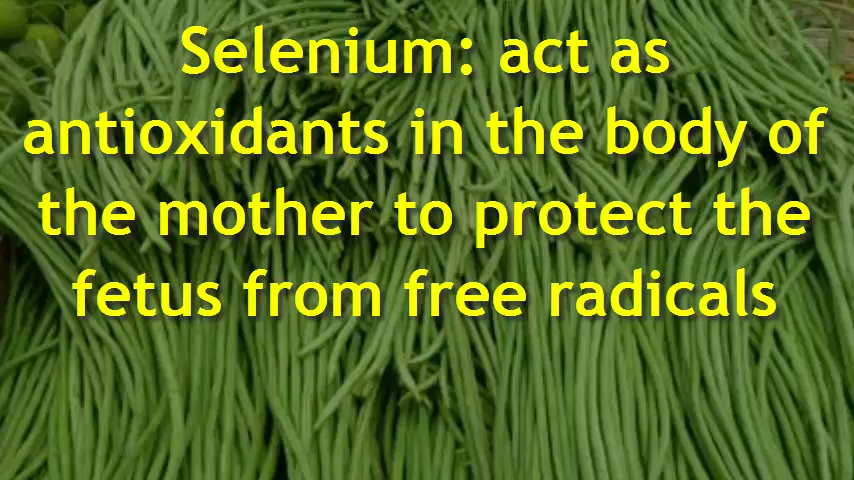 Selenium: act as
antioxidants in the body of
the mother to protect the
fetus from free radicals